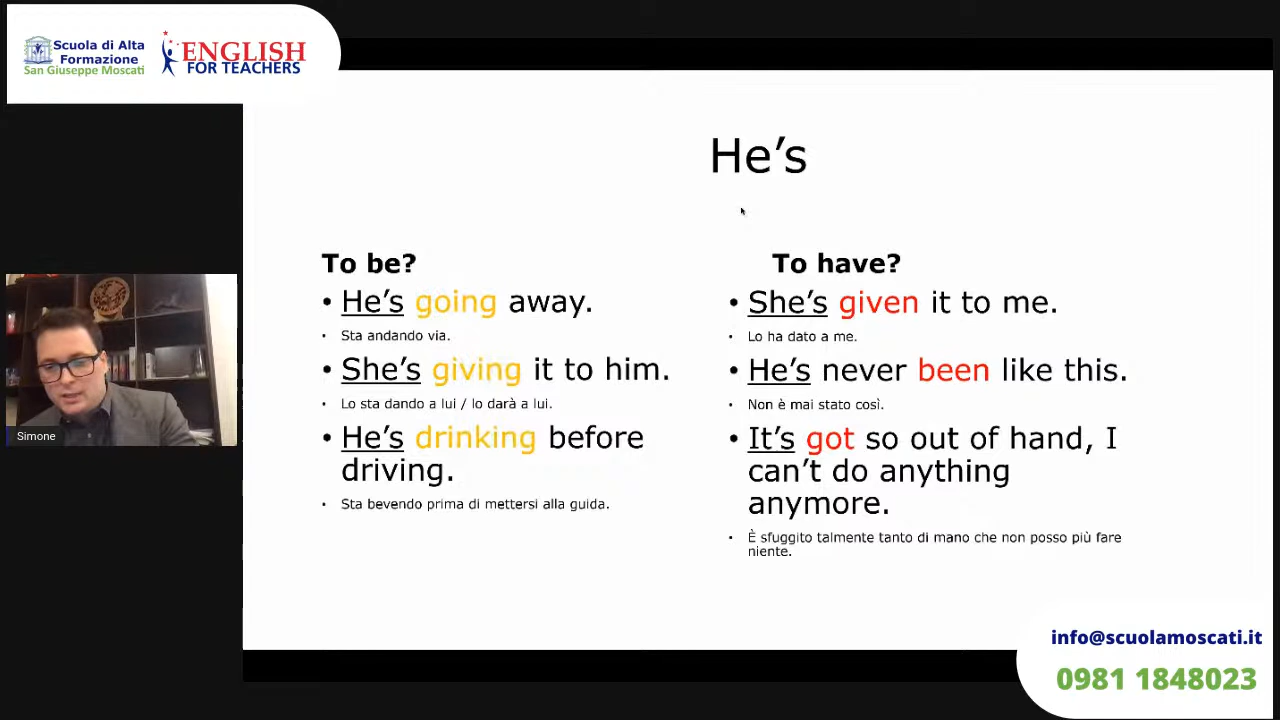 Scuola di Alta
Formazione
San Giuseppe Moscati
ENGLISH
FOR TEACHERS
He’s
To be?
• He’s going away.
• Sta andando via.
• She’s giving it to him.
• Lo sta dando a lui / lo darà a lui.
• He’s drinking before
driving.
• Sta bevendo prima di mettersi alla guida.
To have?
• She’s given it to me.
• Lo ha dato a me.
• He’s never been like this.
• Non è mai stato così.
• It’s got so out of hand, I
can’t do anything
anymore.
• È sfuggito talmente tanto di mano che non posso più fare
niente.
Simone
info@scuolamoscati.it
0981 1848023